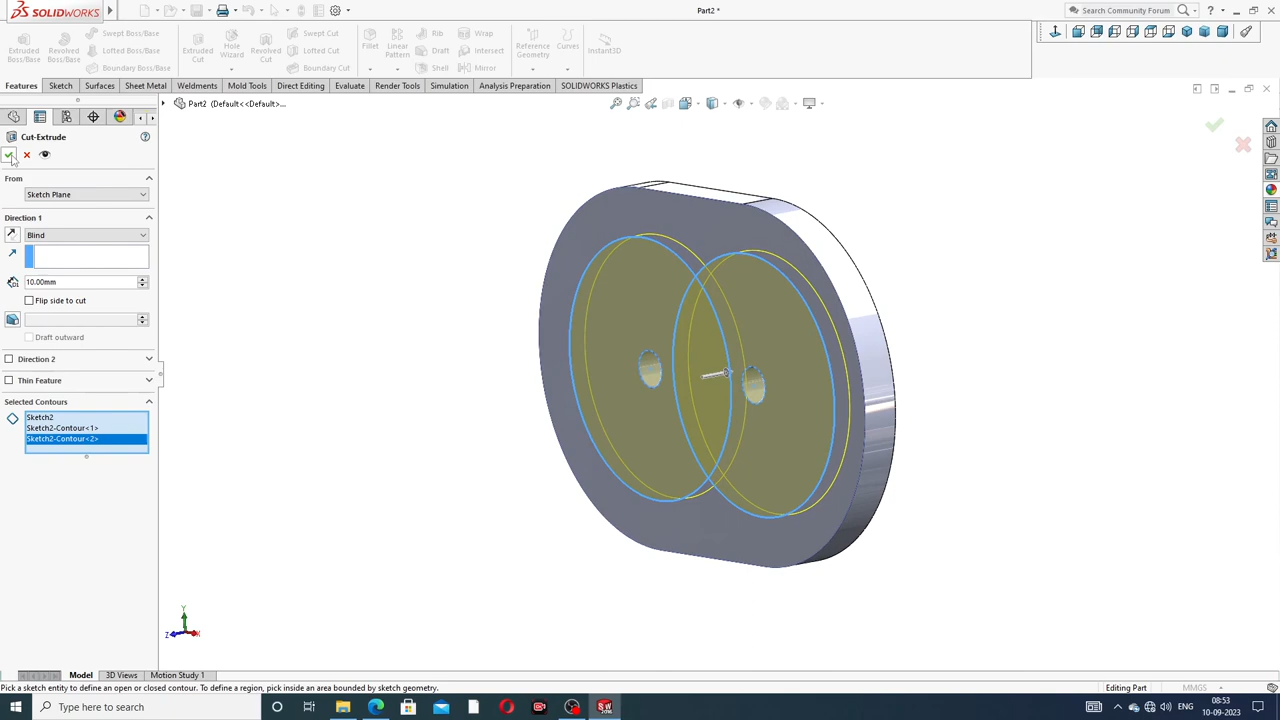 SOLIDWORKS
Part2 *
Search Community Forum
Extruded Boss/Base
Revolved Boss/Base
Swept Boss/Base
Lofted Boss/Base
Boundary Boss/Base
Extruded Cut
Hole Wizard
Revolved Cut
Swept Cut
Lofted Cut
Boundary Cut
Fillet
Linear Pattern
Rib
Draft
Shell
Wrap
Intersect
Mirror
Reference Geometry
Curves
Instant3D
Features Sketch Surfaces Sheet Metal Weldments Mold Tools Direct Editing Evaluate Render Tools Simulation Analysis Preparation SOLIDWORKS Plastics
Part2 (Default<<Default>...
Cut-Extrude
From
Sketch Plane
Direction 1
Blind
10.00mm
Flip side to cut
Draft outward
Direction 2
Thin Feature
Selected Contours
Sketch2
Sketch2-Contour<1>
Sketch2-Contour<2>
Y
Z
X
Model 3D Views Motion Study 1
Pick a sketch entity to define an open or closed contour. To define a region, pick inside an area bounded by sketch geometry.
Editing Part
MMGS
Type here to search
ENG
08:53
10-09-2023